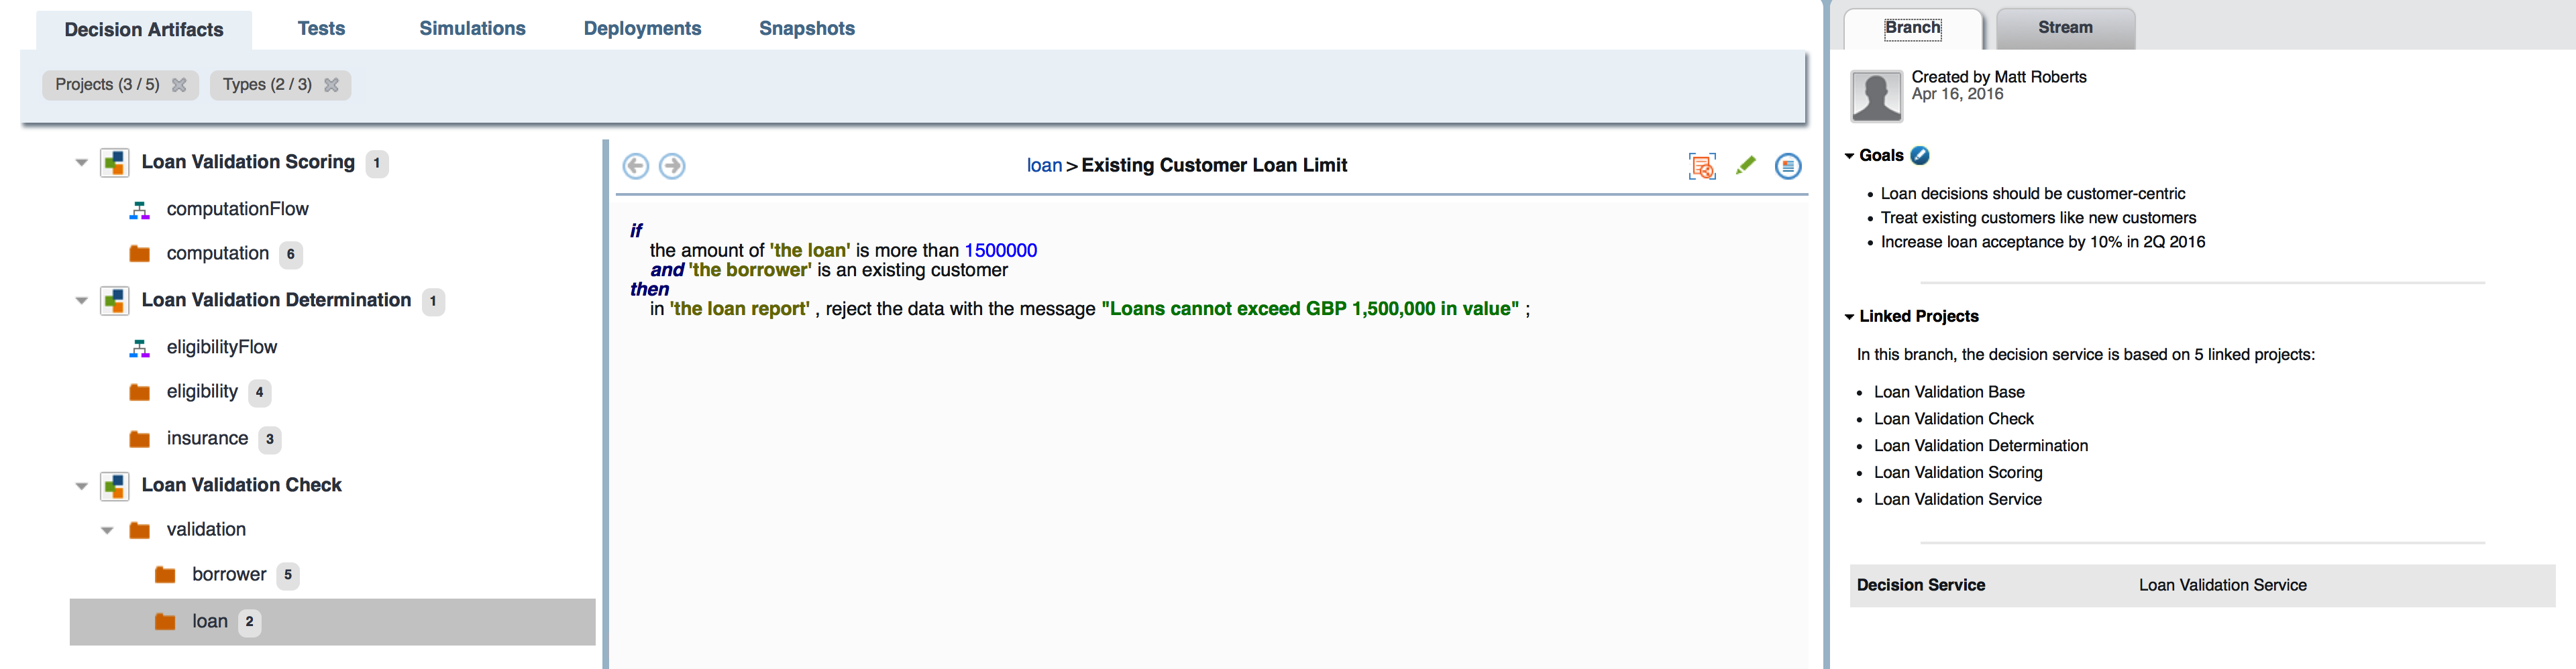 Decision Artifacts
Tests
Simulations
Deployments
Snapshots
Projects (3 / 5)
Types (2 / 3)
Loan Validation Scoring 1
computationFlow
computation 6
Loan Validation Determination 1
eligibilityFlow
eligibility 4
insurance 3
Loan Validation Check
validation
borrower 5
loan 2
loan > Existing Customer Loan Limit
if
the amount of 'the loan' is more than 1500000
and 'the borrower' is an existing customer
then
in 'the loan report' , reject the data with the message "Loans cannot exceed GBP 1,500,000 in value" ;
Branch
Stream
Created by Matt Roberts
Apr 16, 2016
Goals
• Loan decisions should be customer-centric
• Treat existing customers like new customers
• Increase loan acceptance by 10% in 2Q 2016
Linked Projects
In this branch, the decision service is based on 5 linked projects:
• Loan Validation Base
• Loan Validation Check
• Loan Validation Determination
• Loan Validation Scoring
• Loan Validation Service
Decision Service Loan Validation Service